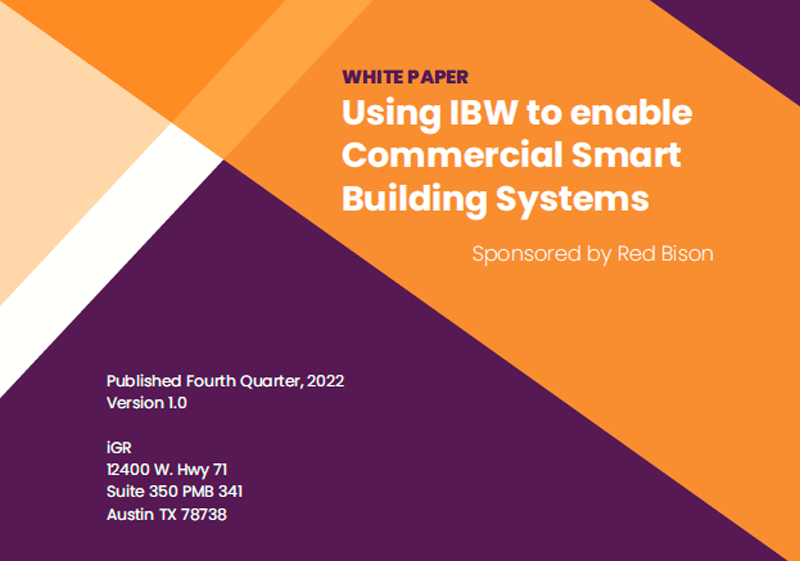 WHITE PAPER
Using IBW to enable
Commercial Smart
Building Systems
Sponsored by Red Bison
Published Fourth Quarter, 2022
Version 1.0
iGR
12400 W. Hwy 71
Suite 350 PMB 341
Austin TX 78738